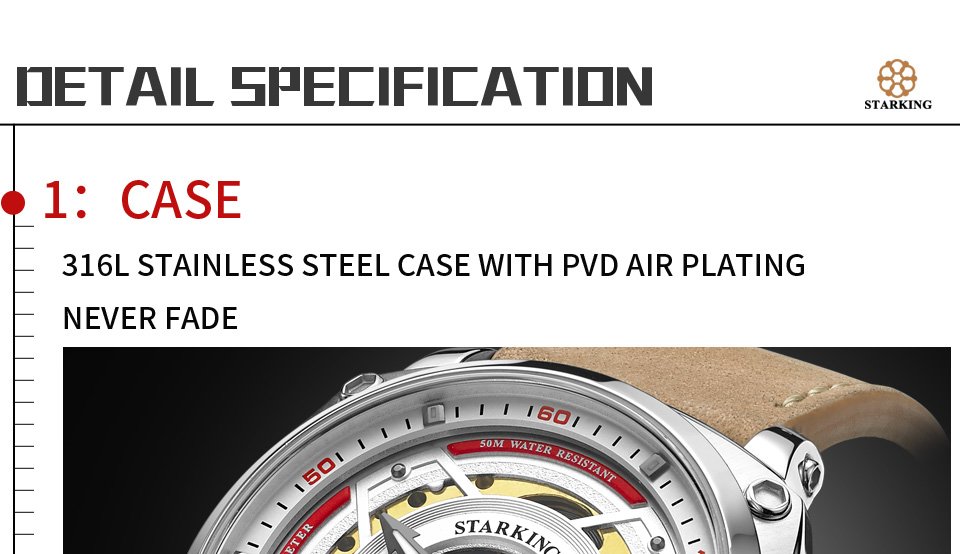 DETAIL SPECIFICATION
STARKING
1: CASE
316L STAINLESS STEEL CASE WITH PVD AIR PLATING
NEVER FADE
60
50M WATER RESISTANT
50
STARKING